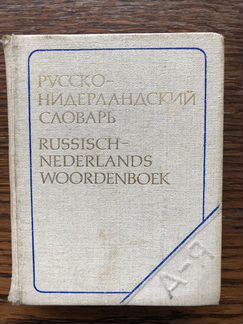 РУССКО–
НИДЕРЛАНДСКИЙ
СЛОВАРЬ
RUSSISCH–
NEDERLANDS
WOORDENBOEK
А–Я